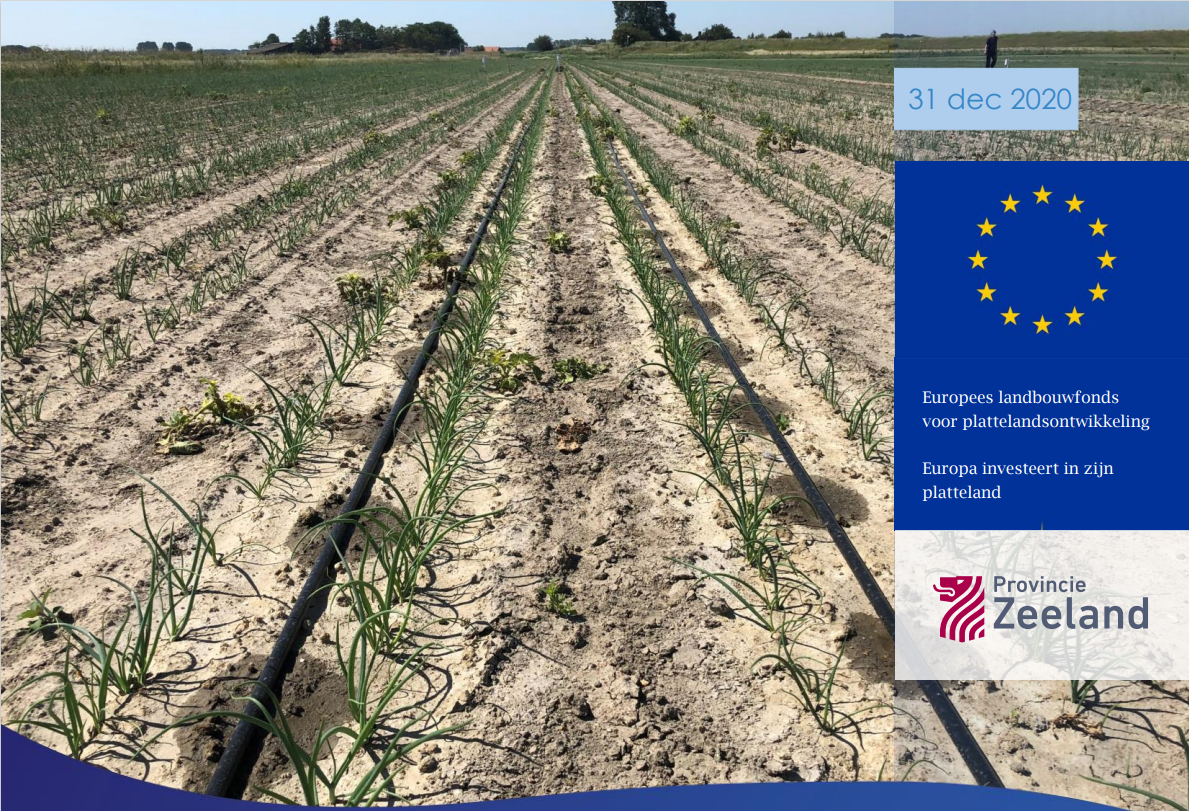 31 dec 2020
Europees landbouwfonds
voor plattelandsontwikkeling
Europa investeert in zijn
platteland
Provincie
Zeeland